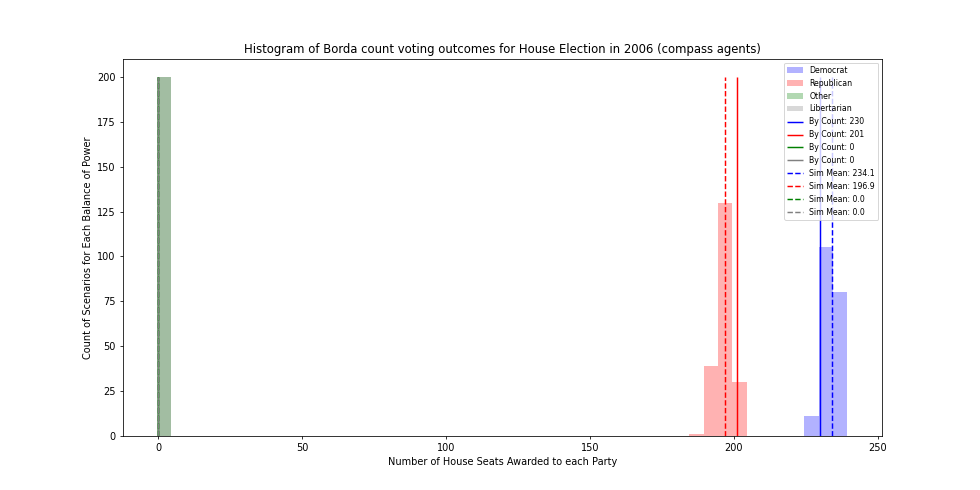 Histogram of Borda count voting outcomes for House Election in 2006 (compass agents)
Count of Scenarios for Each Balance of Power
200
175
150
125
100
75
50
25
0
0
50
100
150
200
250
Number of House Seats Awarded to each Party
Democrat
Republican
Other
Libertarian
By Count: 230
By Count: 201
By Count: 0
By Count: 0
Sim Mean: 234.1
Sim Mean: 196.9
Sim Mean: 0.0
Sim Mean: 0.0